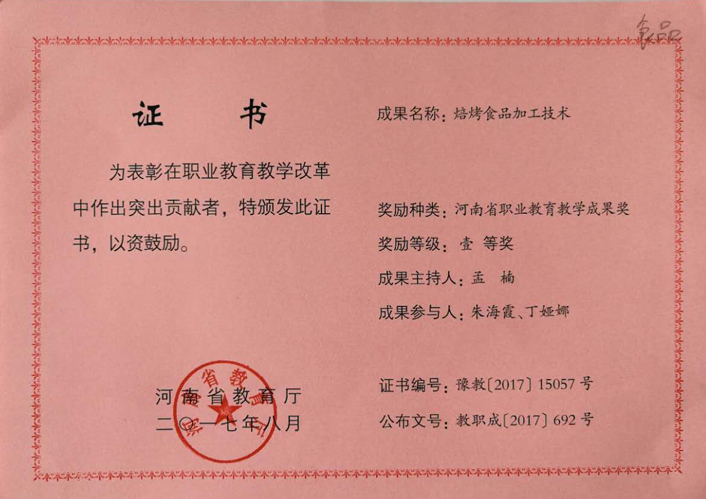 食品
证 书
为表彰在职业教育教学改革
中作出突出贡献者，特颁发此证
书，以资鼓励。
河南省教育厅
二〇一七年八月
河南省教育厅
成果名称：焙烤食品加工技术
奖励种类：河南省职业教育教学成果奖
奖励等级：壹 等奖
成果主持人：孟 楠
成果参与人：朱海霞、丁娅娜
证书编号：豫教〔2017〕15057 号
公布文号：教职成〔2017〕692 号